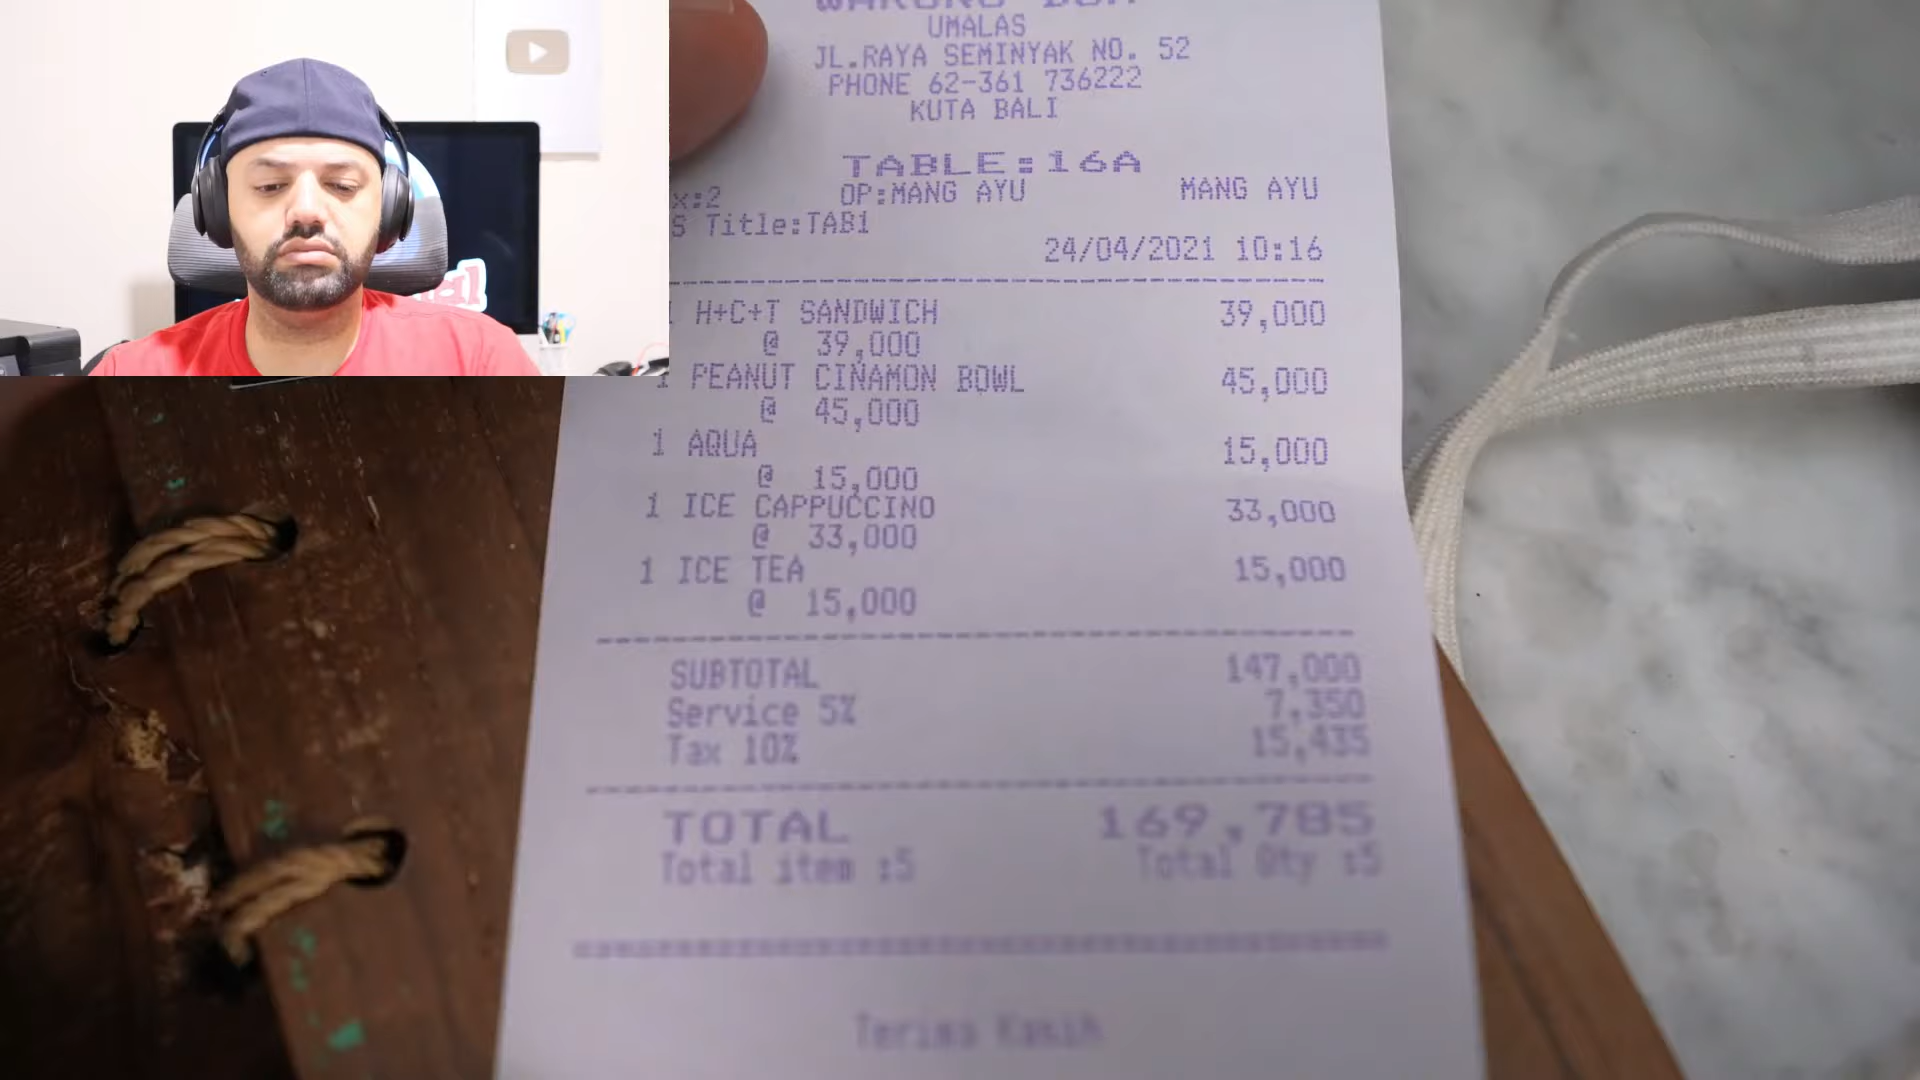 UMALAS
JL.RAYA SEMINYAK NO. 52
PHONE 62-361 736222
KUTA BALI
TABLE:16A
x:2 OP:MANG AYU MANG AYU
S Title:TAB1
24/04/2021 10:16
H+C+T SANDWICH 39,000
@ 39,000
1 PEANUT CINAMON BOWL 45,000
@ 45,000
1 AQUA 15,000
@ 15,000
1 ICE CAPPUCCINO 33,000
@ 33,000
1 ICE TEA 15,000
@ 15,000
SUBTOTAL 147,000
Service 5% 7,350
Tax 10% 15,435
TOTAL 169,785
Total item :5 Total Qty :5
Terima Kasih